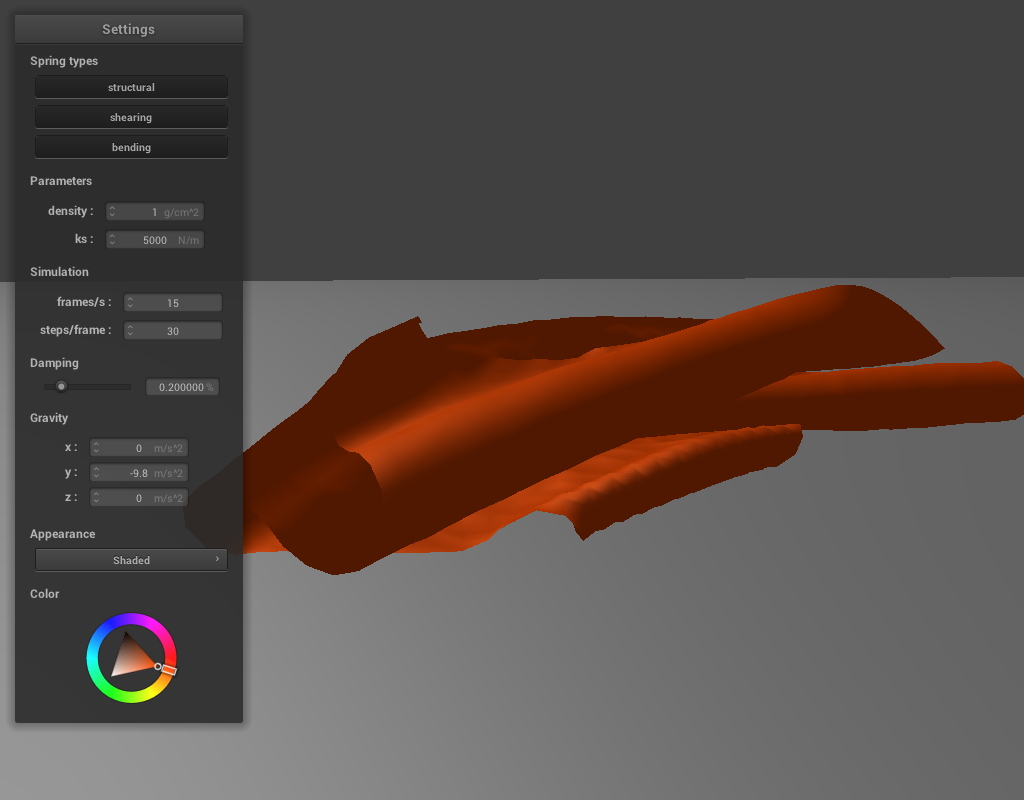 Settings
Spring types
structural
shearing
bending
Parameters
density : 1 g/cm^2
ks : 5000 N/m
Simulation
frames/s : 15
steps/frame : 30
Damping
0.200000 %
Gravity
x : 0 m/s^2
y : -9.8 m/s^2
z : 0 m/s^2
Appearance
Shaded
Color